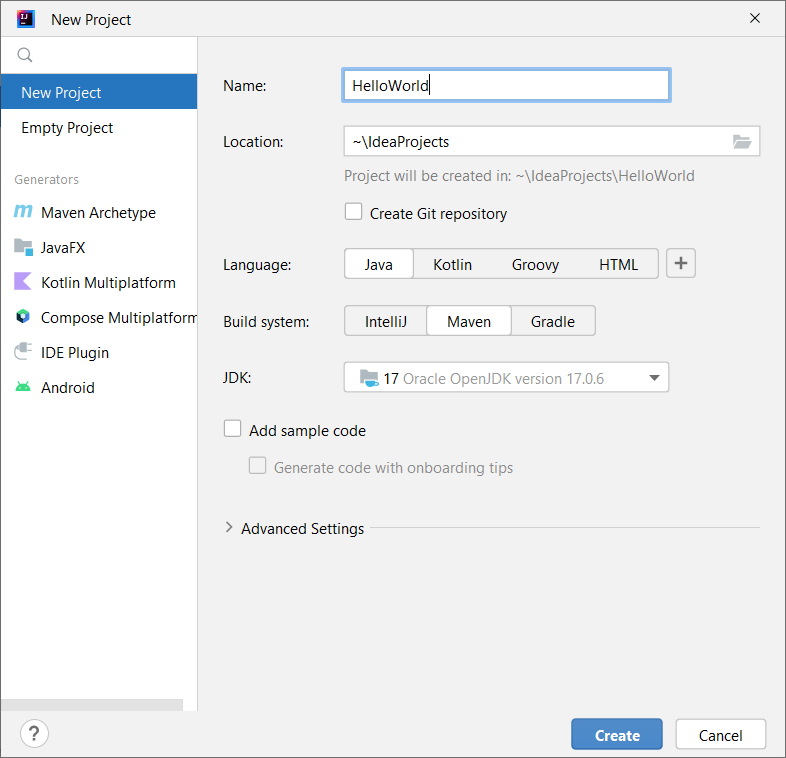 New Project
New Project
Empty Project
Generators
Maven Archetype
JavaFX
Kotlin Multiplatform
Compose Multiplatform
IDE Plugin
Android
Name: HelloWorld
Location: ~\IdeaProjects
Project will be created in: ~\IdeaProjects\HelloWorld
Create Git repository
Language: Java Kotlin Groovy HTML +
Build system: IntelliJ Maven Gradle
JDK: 17 Oracle OpenJDK version 17.0.6
Add sample code
Generate code with onboarding tips
Advanced Settings
? Create Cancel